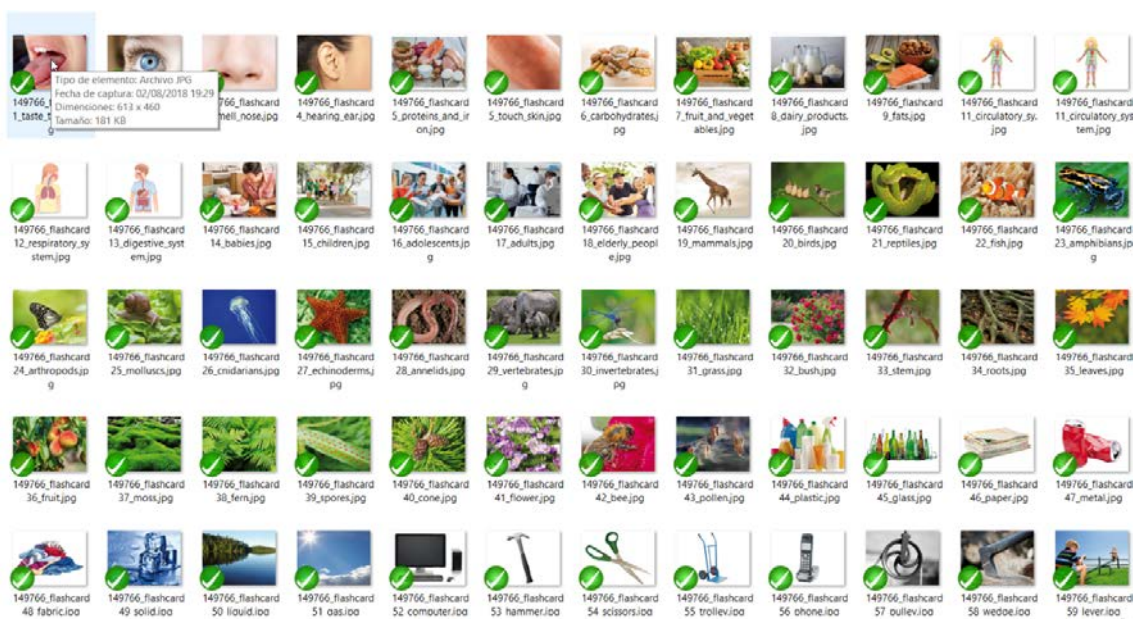 149766_flashcard 149766_flashcard 149766_flashcard 149766_flashcard 149766_flashcard 149766_flashcard 149766_flashcard 149766_flashcard 149766_flashcard 149766_flashcard
1_taste_t
g
Tipo de elemento: Archivo JPG
Fecha de captura: 02/08/2018 19:29
Dimensiones: 613 x 460
Tamaño: 181 KB
4_hearing_ear.jpg 5_proteins_and_ir 5_touch_skin.jpg 6_carbohydrates.j 7_fruit_and_veget 8_dairy_products. 9_fats.jpg 11_circulatory_sy. 11_circulatory_sys
on.jpg pg ables.jpg jpg jpg tem.jpg
149766_flashcard 149766_flashcard 149766_flashcard 149766_flashcard 149766_flashcard 149766_flashcard 149766_flashcard 149766_flashcard 149766_flashcard 149766_flashcard 149766_flashcard 149766_flashcard
12_respiratory_sy 13_digestive_syst 14_babies.jpg 15_children.jpg 16_adolescents.jp 17_adults.jpg 18_elderly_peopl 19_mammals.jpg 20_birds.jpg 21_reptiles.jpg 22_fish.jpg 23_amphibians.jp
stem.jpg em.jpg g e.jpg g
149766_flashcard 149766_flashcard 149766_flashcard 149766_flashcard 149766_flashcard 149766_flashcard 149766_flashcard 149766_flashcard 149766_flashcard 149766_flashcard 149766_flashcard 149766_flashcard
24_arthropods.jp 25_molluscs.jpg 26_cnidarians.jpg 27_echinoderms.j 28_annelids.jpg 29_vertebrates.jp 30_invertebrates.j 31_grass.jpg 32_bush.jpg 33_stem.jpg 34_roots.jpg 35_leaves.jpg
g pg g pg
149766_flashcard 149766_flashcard 149766_flashcard 149766_flashcard 149766_flashcard 149766_flashcard 149766_flashcard 149766_flashcard 149766_flashcard 149766_flashcard 149766_flashcard 149766_flashcard
36_fruit.jpg 37_moss.jpg 38_fern.jpg 39_spores.jpg 40_cone.jpg 41_flower.jpg 42_bee.jpg 43_pollen.jpg 44_plastic.jpg 45_glass.jpg 46_paper.jpg 47_metal.jpg
149766_flashcard 149766_flashcard 149766_flashcard 149766_flashcard 149766_flashcard 149766_flashcard 149766_flashcard 149766_flashcard 149766_flashcard 149766_flashcard 149766_flashcard 149766_flashcard
48_fabric.jpg 49_solid.jpg 50_liquid.jpg 51_gas.jpg 52_computer.jpg 53_hammer.jpg 54_scissors.jpg 55_trolley.jpg 56_phone.jpg 57_pulley.jpg 58_wedge.jpg 59_lever.jpg